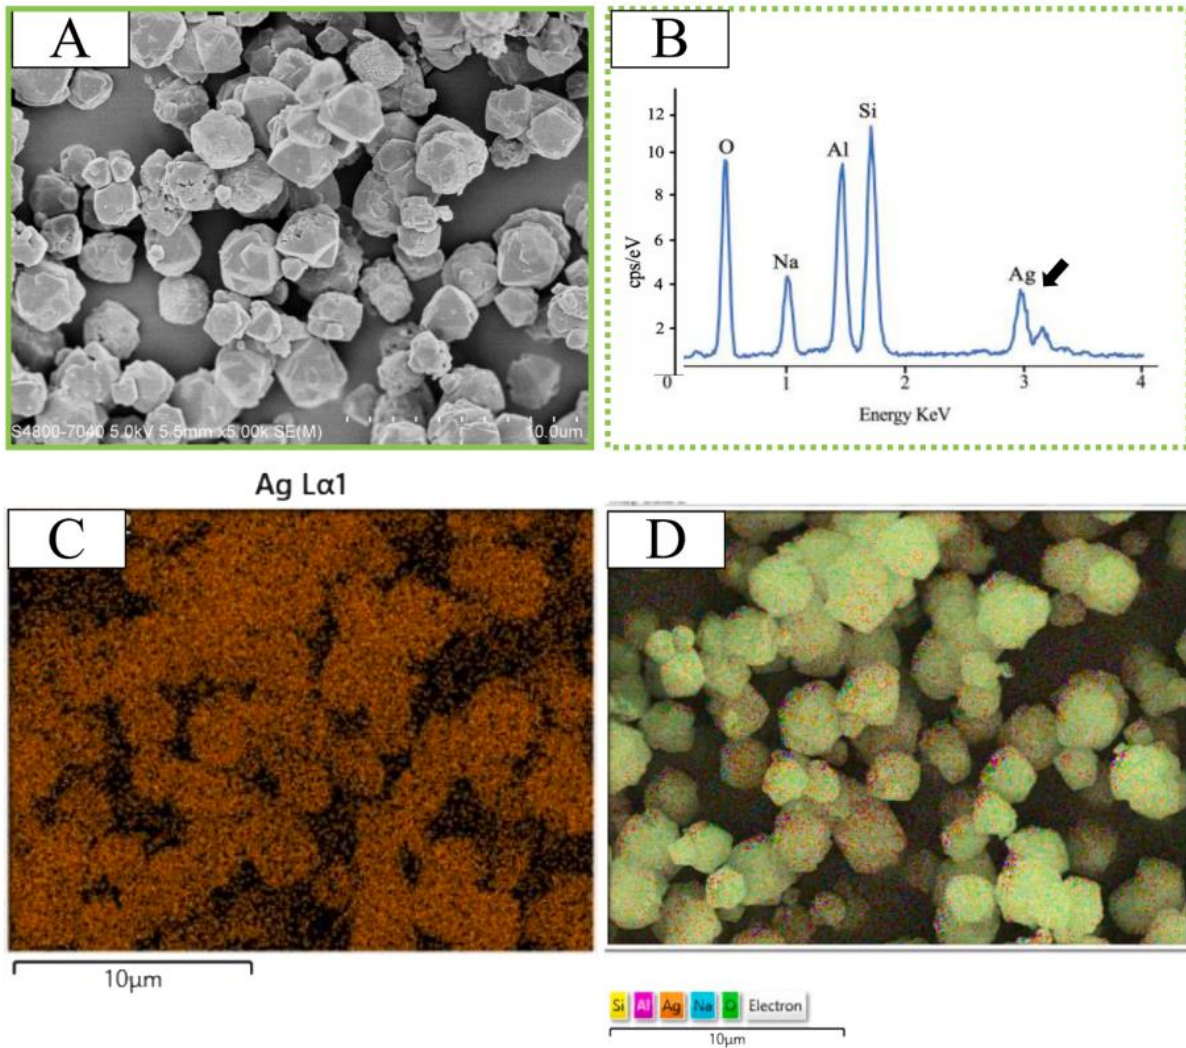 A
S4800-7040 5.0kV 5.5mm x5.00k SE(M)
10.0um
B
12
10
8
6
4
2
0
1
2
3
4
cps/eV
O
Na
Al
Si
Ag
Energy KeV
Ag Lα1
C
10μm
D
Si Al Ag Na O Electron
10μm